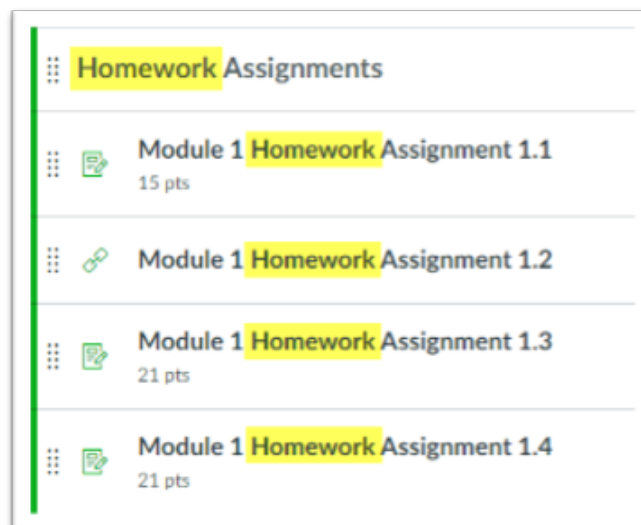 Homework Assignments
Module 1 Homework Assignment 1.1
15 pts
Module 1 Homework Assignment 1.2
Module 1 Homework Assignment 1.3
21 pts
Module 1 Homework Assignment 1.4
21 pts